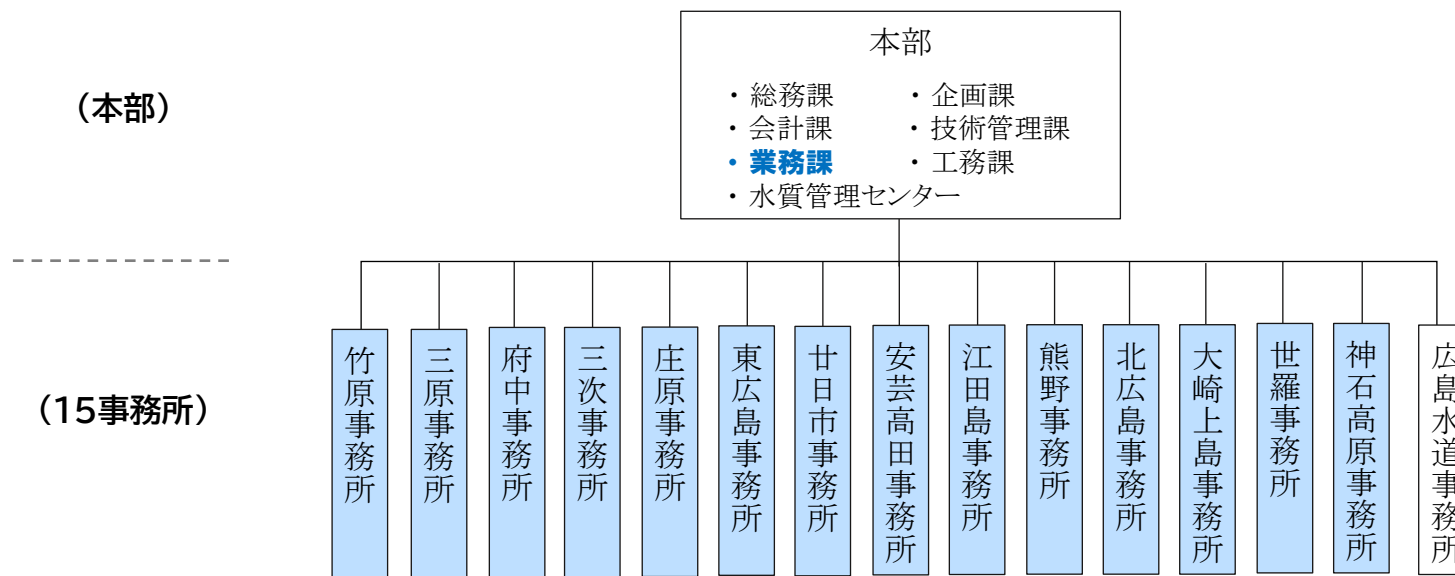 本部
(本部)
・総務課
・企画課
・会計課
・技術管理課
・業務課
・工務課
・水質管理センター
(15事務所)
竹原事務所
三原事務所
府中事務所
三次事務所
庄原事務所
東広島事務所
廿日市事務所
安芸高田事務所
江田島事務所
熊野事務所
北広島事務所
大崎上島事務所
世羅事務所
神石高原事務所
広島水道事務所